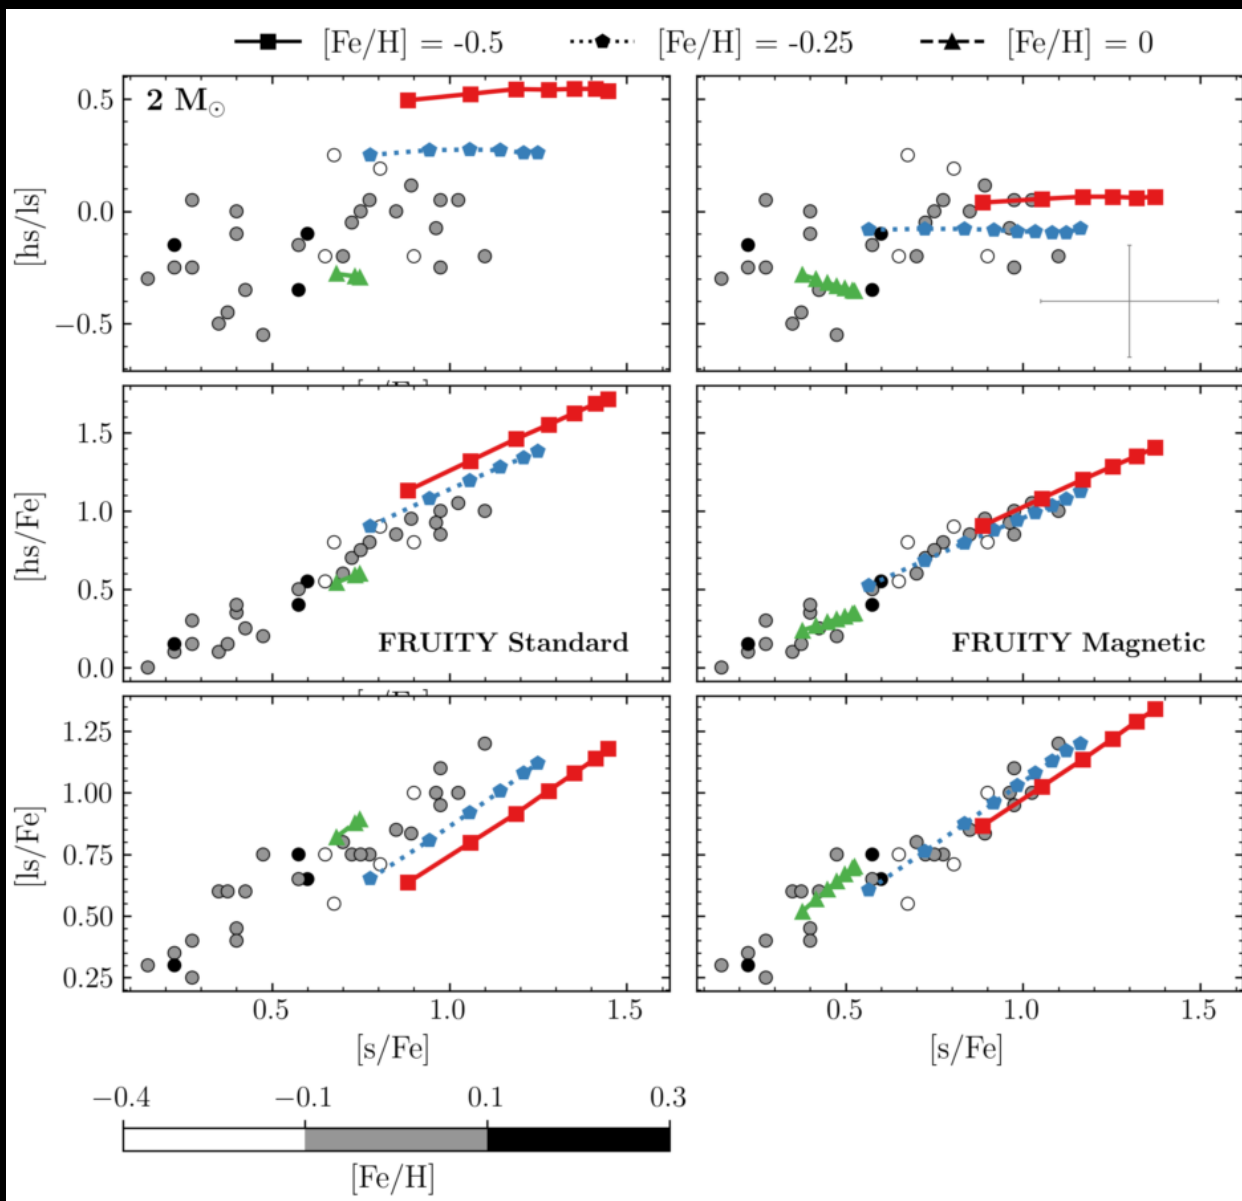 [Fe/H] = -0.5 [Fe/H] = -0.25 [Fe/H] = 0
2 M⊙
0.5
0.0
−0.5
[hs/ls]
1.5
1.0
0.5
0.0
[hs/Fe]
FRUITY Standard
FRUITY Magnetic
1.25
1.00
0.75
0.50
0.25
[ls/Fe]
0.5 1.0 1.5
0.5 1.0 1.5
[s/Fe]
[s/Fe]
−0.4 −0.1 0.1 0.3
[Fe/H]